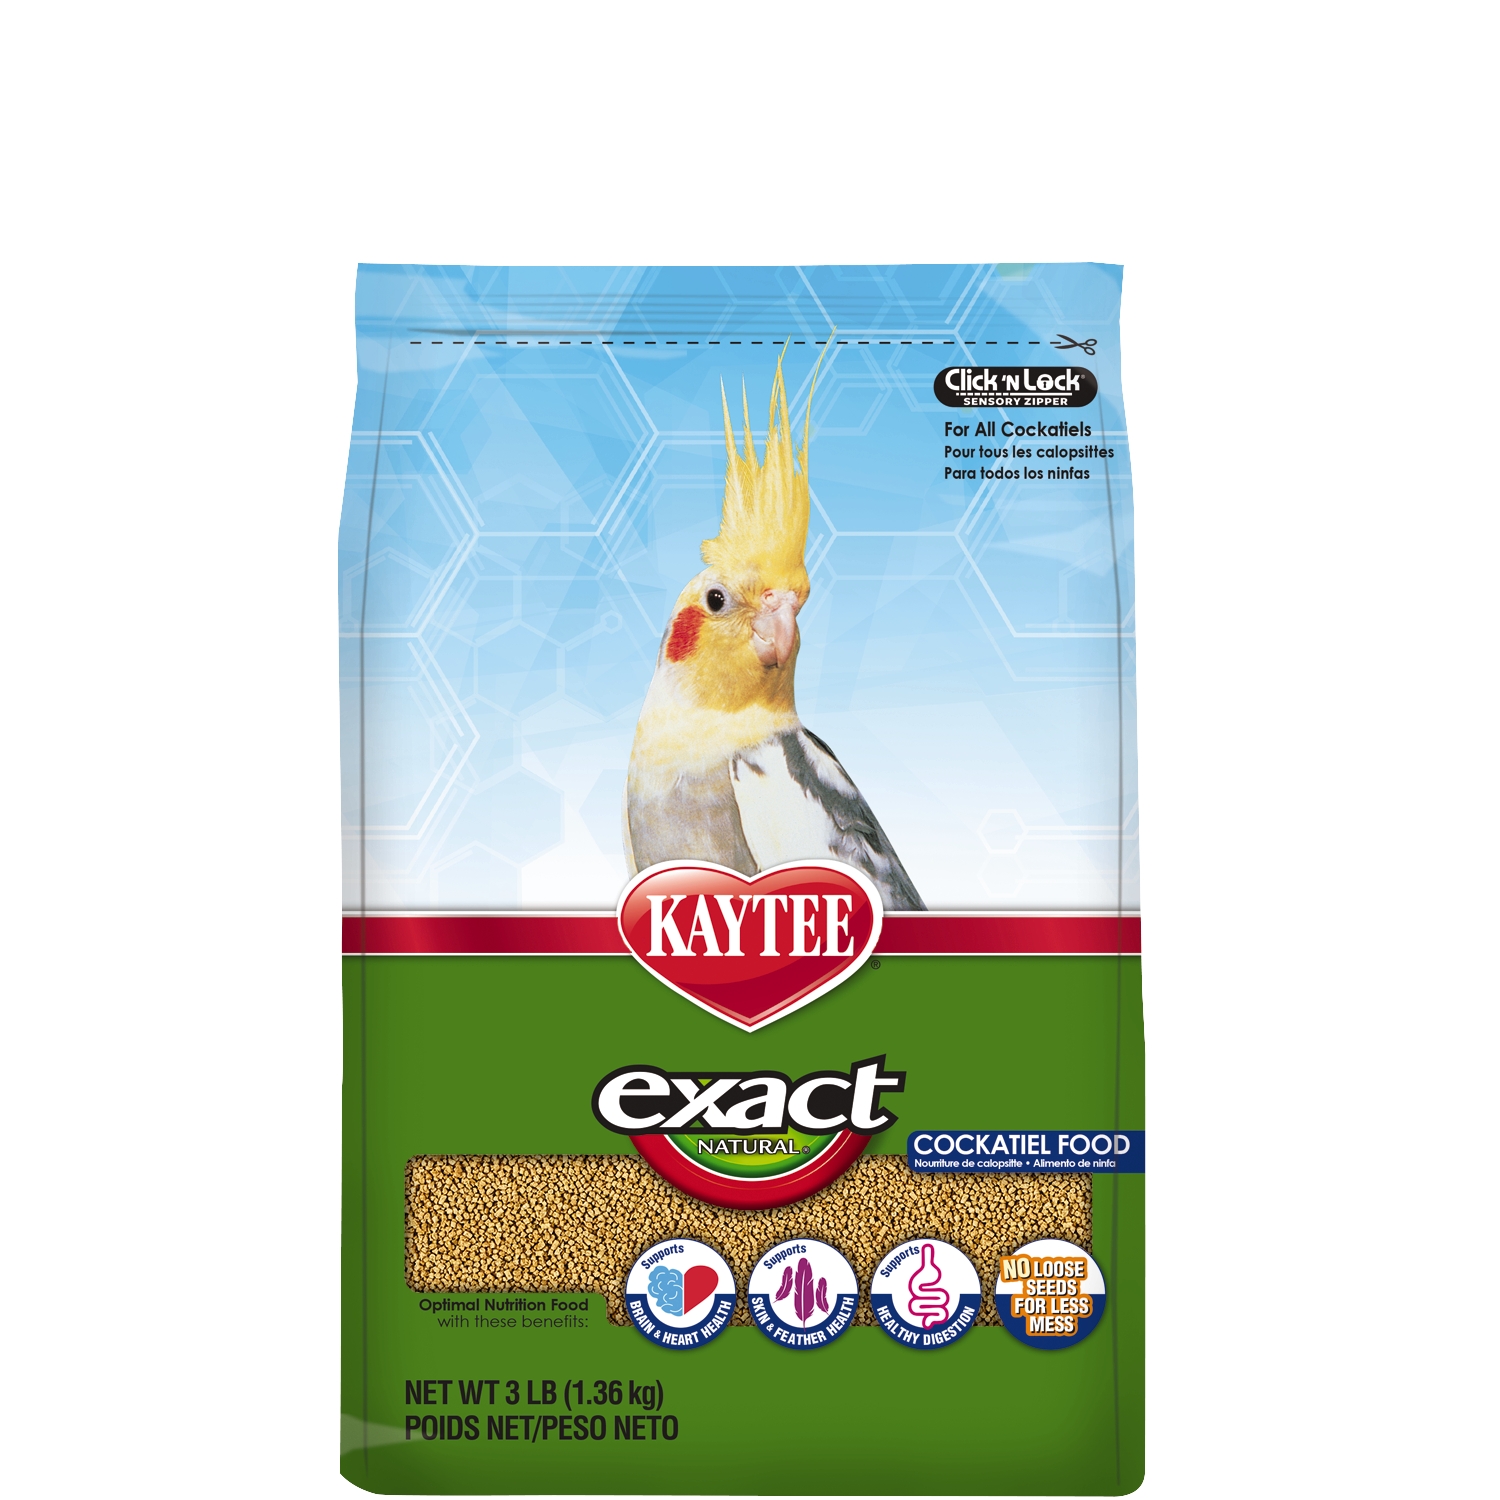 Click 'N Lock®
SENSORY ZIPPER
For All Cockatiels
Pour tous les calopsittes
Para todos los ninfas
KAYTEE®
exact
NATURAL®
COCKATIEL FOOD
Nourriture de calopsitte • Alimento de ninfa
Optimal Nutrition Food
with these benefits:
Supports
BRAIN & HEART HEALTH
Supports
SKIN & FEATHER HEALTH
Supports
HEALTHY DIGESTION
NO LOOSE
SEEDS
FOR LESS
MESS
NET WT 3 LB (1.36 kg)
POIDS NET/PESO NETO